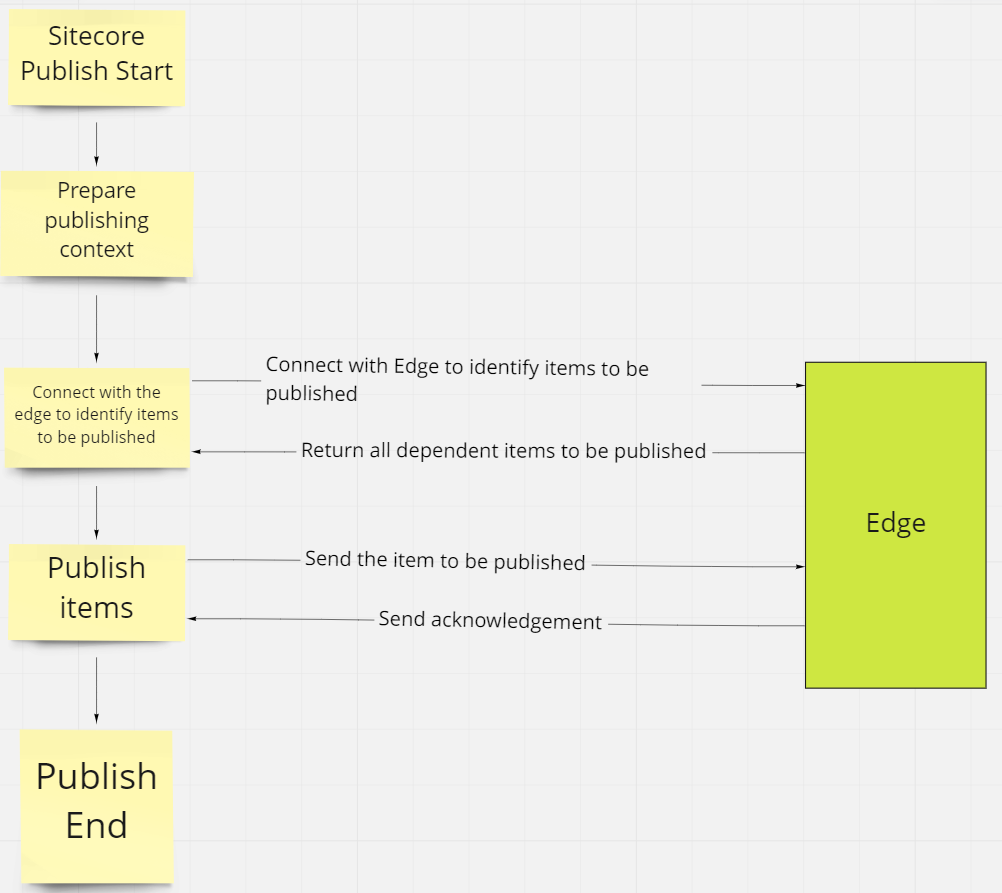 Sitecore
Publish Start
Prepare
publishing
context
Connect with the
edge to identify items
to be published
Connect with Edge to identify items to be
published
Return all dependent items to be published
Edge
Publish
items
Send the item to be published
Send acknowledgement
Publish
End